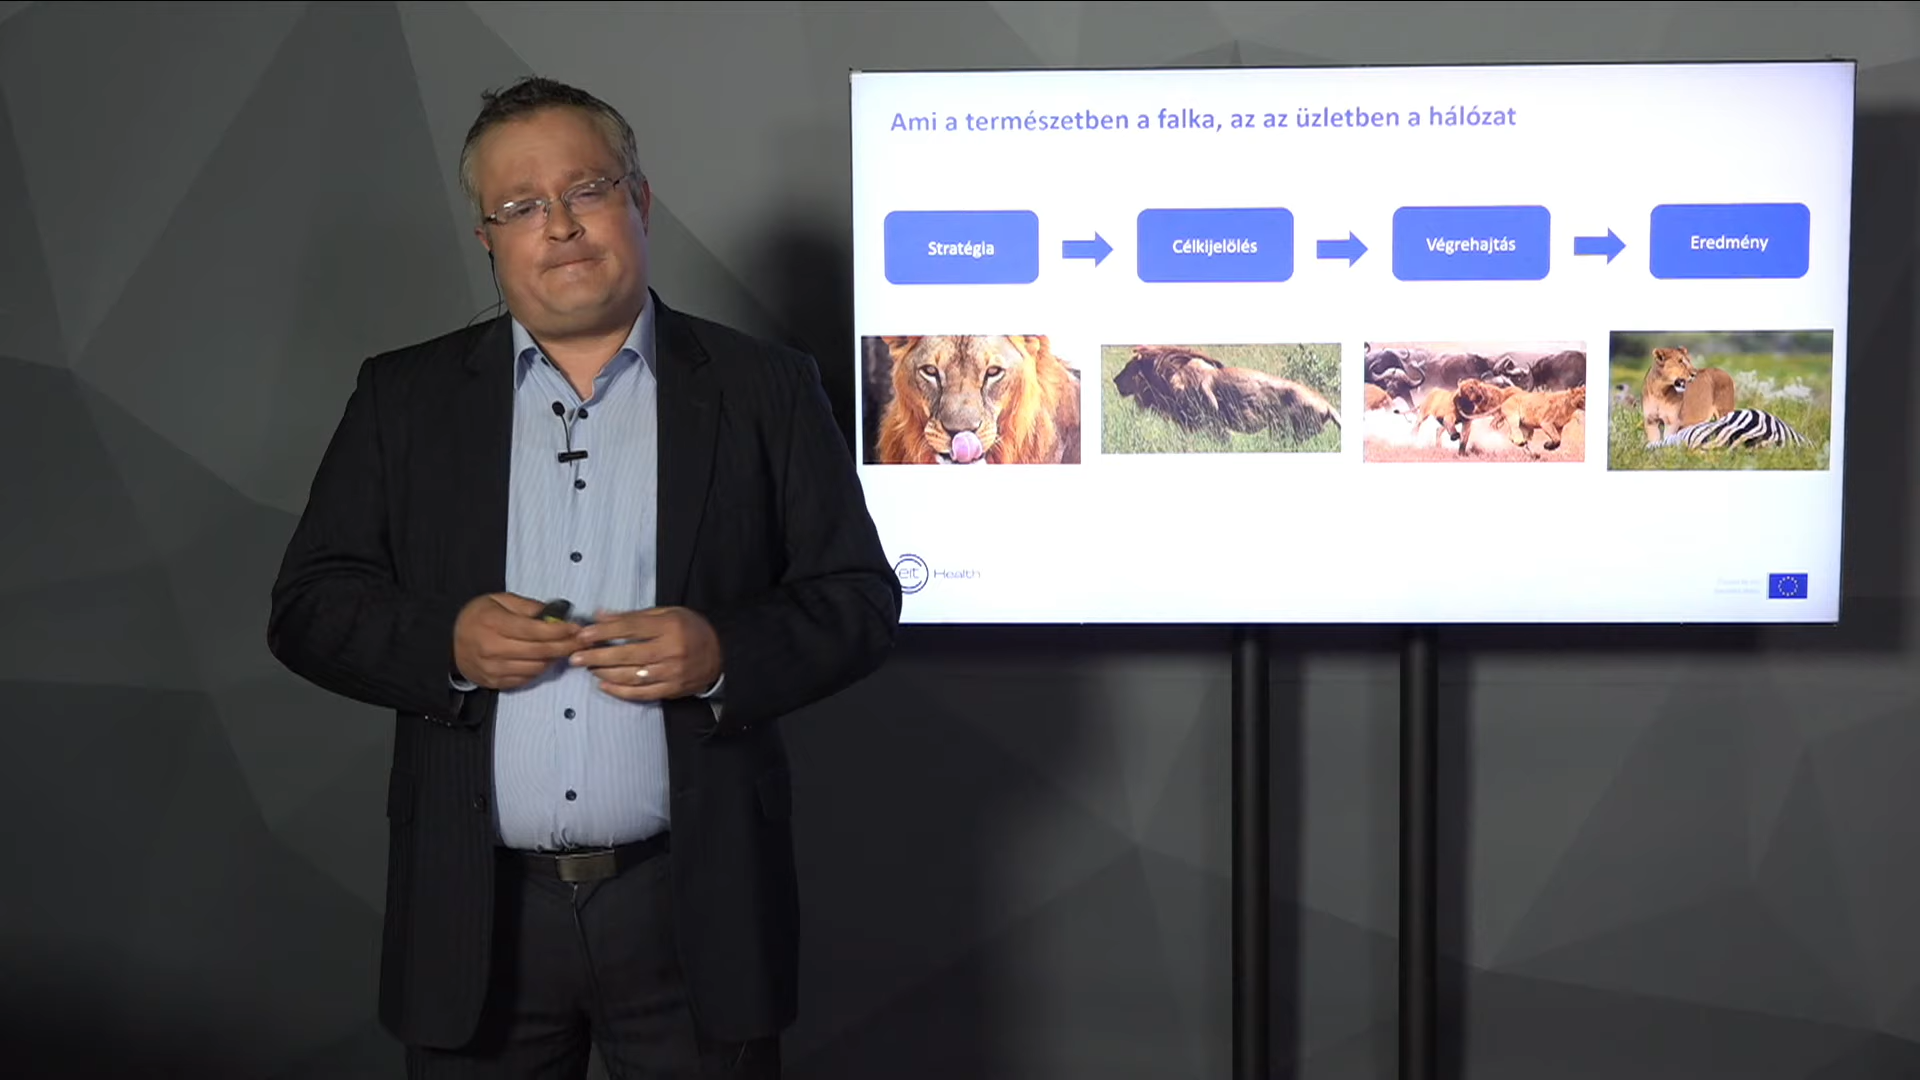 Ami a természetben a falka, az az üzletben a hálózat
Stratégia
Célkijelölés
Végrehajtás
Eredmény
eit Health